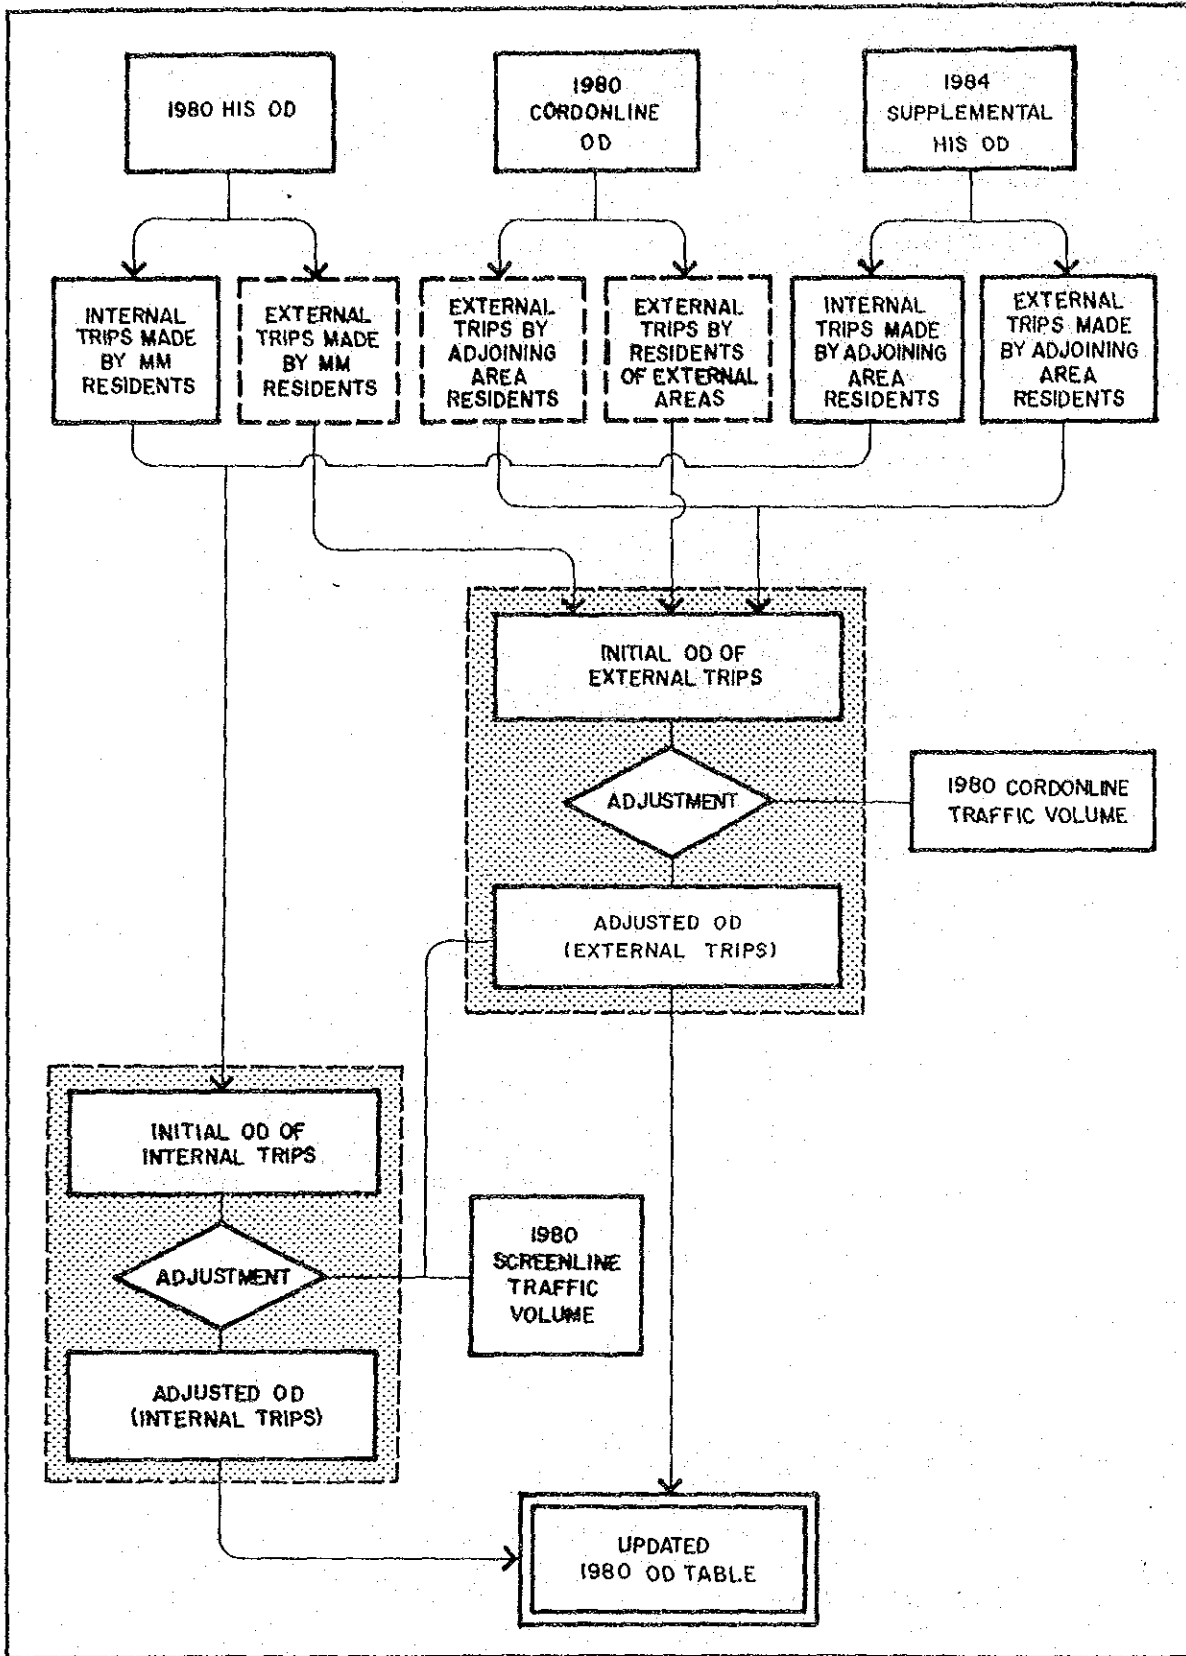 1980 HIS OD
1980
CORDONLINE
OD
1984
SUPPLEMENTAL
HIS OD
INTERNAL
TRIPS MADE
BY MM
RESIDENTS
EXTERNAL
TRIPS MADE
BY MM
RESIDENTS
EXTERNAL
TRIPS BY
ADJOINING
AREA
RESIDENTS
EXTERNAL
TRIPS BY
RESIDENTS
OF EXTERNAL
AREAS
INTERNAL
TRIPS MADE
BY ADJOINING
AREA
RESIDENTS
EXTERNAL
TRIPS MADE
BY ADJOINING
AREA
RESIDENTS
INITIAL OD OF
EXTERNAL TRIPS
ADJUSTMENT
1980 CORDONLINE
TRAFFIC VOLUME
ADJUSTED OD
(EXTERNAL TRIPS)
INITIAL OD OF
INTERNAL TRIPS
ADJUSTMENT
1980
SCREENLINE
TRAFFIC
VOLUME
ADJUSTED OD
(INTERNAL TRIPS)
UPDATED
1980 OD TABLE